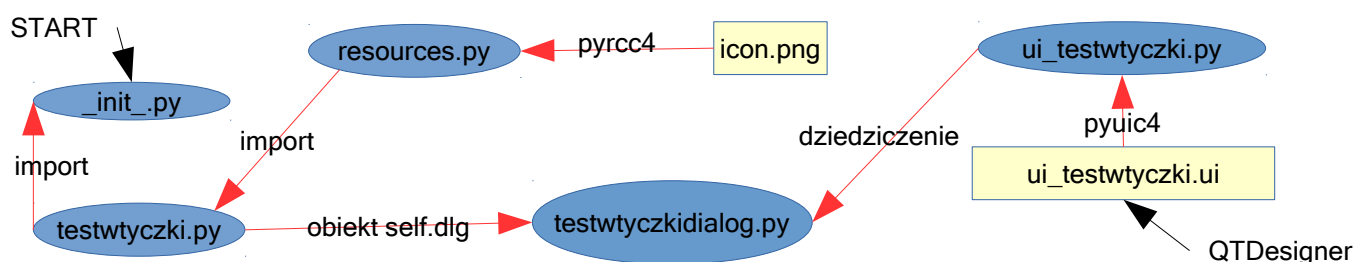 START
resources.py
pyrcc4
icon.png
ui_testwtyczki.py
_init_.py
import
import
dziedziczenie
pyuic4
ui_testwtyczki.ui
testwtyczki.py
obiekt self.dlg
testwtyczkidialog.py
QTDesigner